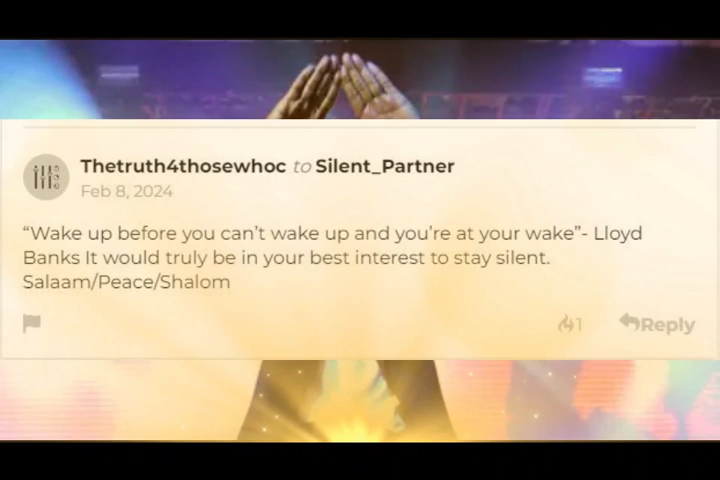 Thetruth4thosewhoc to Silent_Partner
Feb 8, 2024
“Wake up before you can’t wake up and you’re at your wake”- Lloyd
Banks It would truly be in your best interest to stay silent.
Salaam/Peace/Shalom
1 Reply